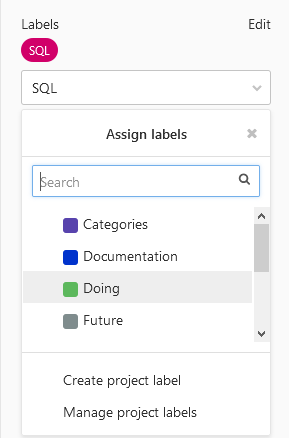 Labels Edit
SQL
SQL
Assign labels
Search
Categories
Documentation
Doing
Future
Create project label
Manage project labels